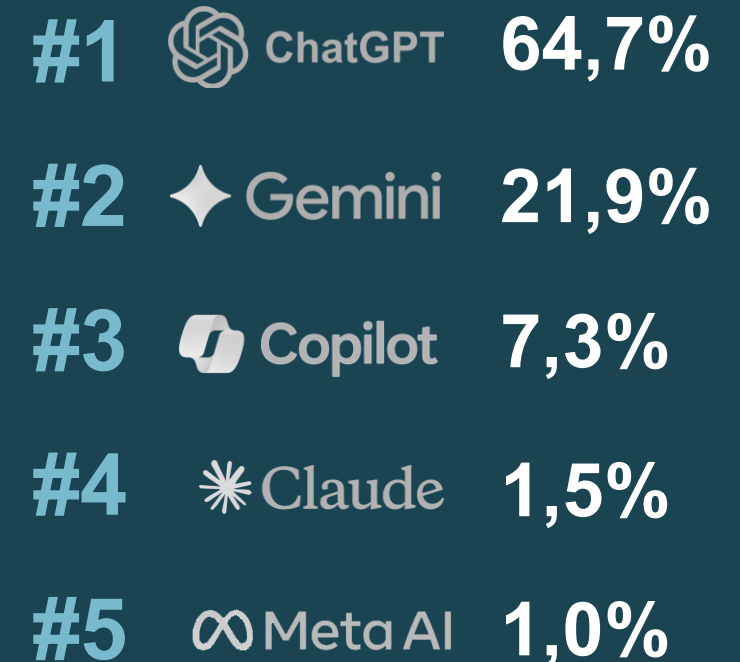 #1 ChatGPT 64,7%
#2 Gemini 21,9%
#3 Copilot 7,3%
#4 Claude 1,5%
#5 Meta AI 1,0%